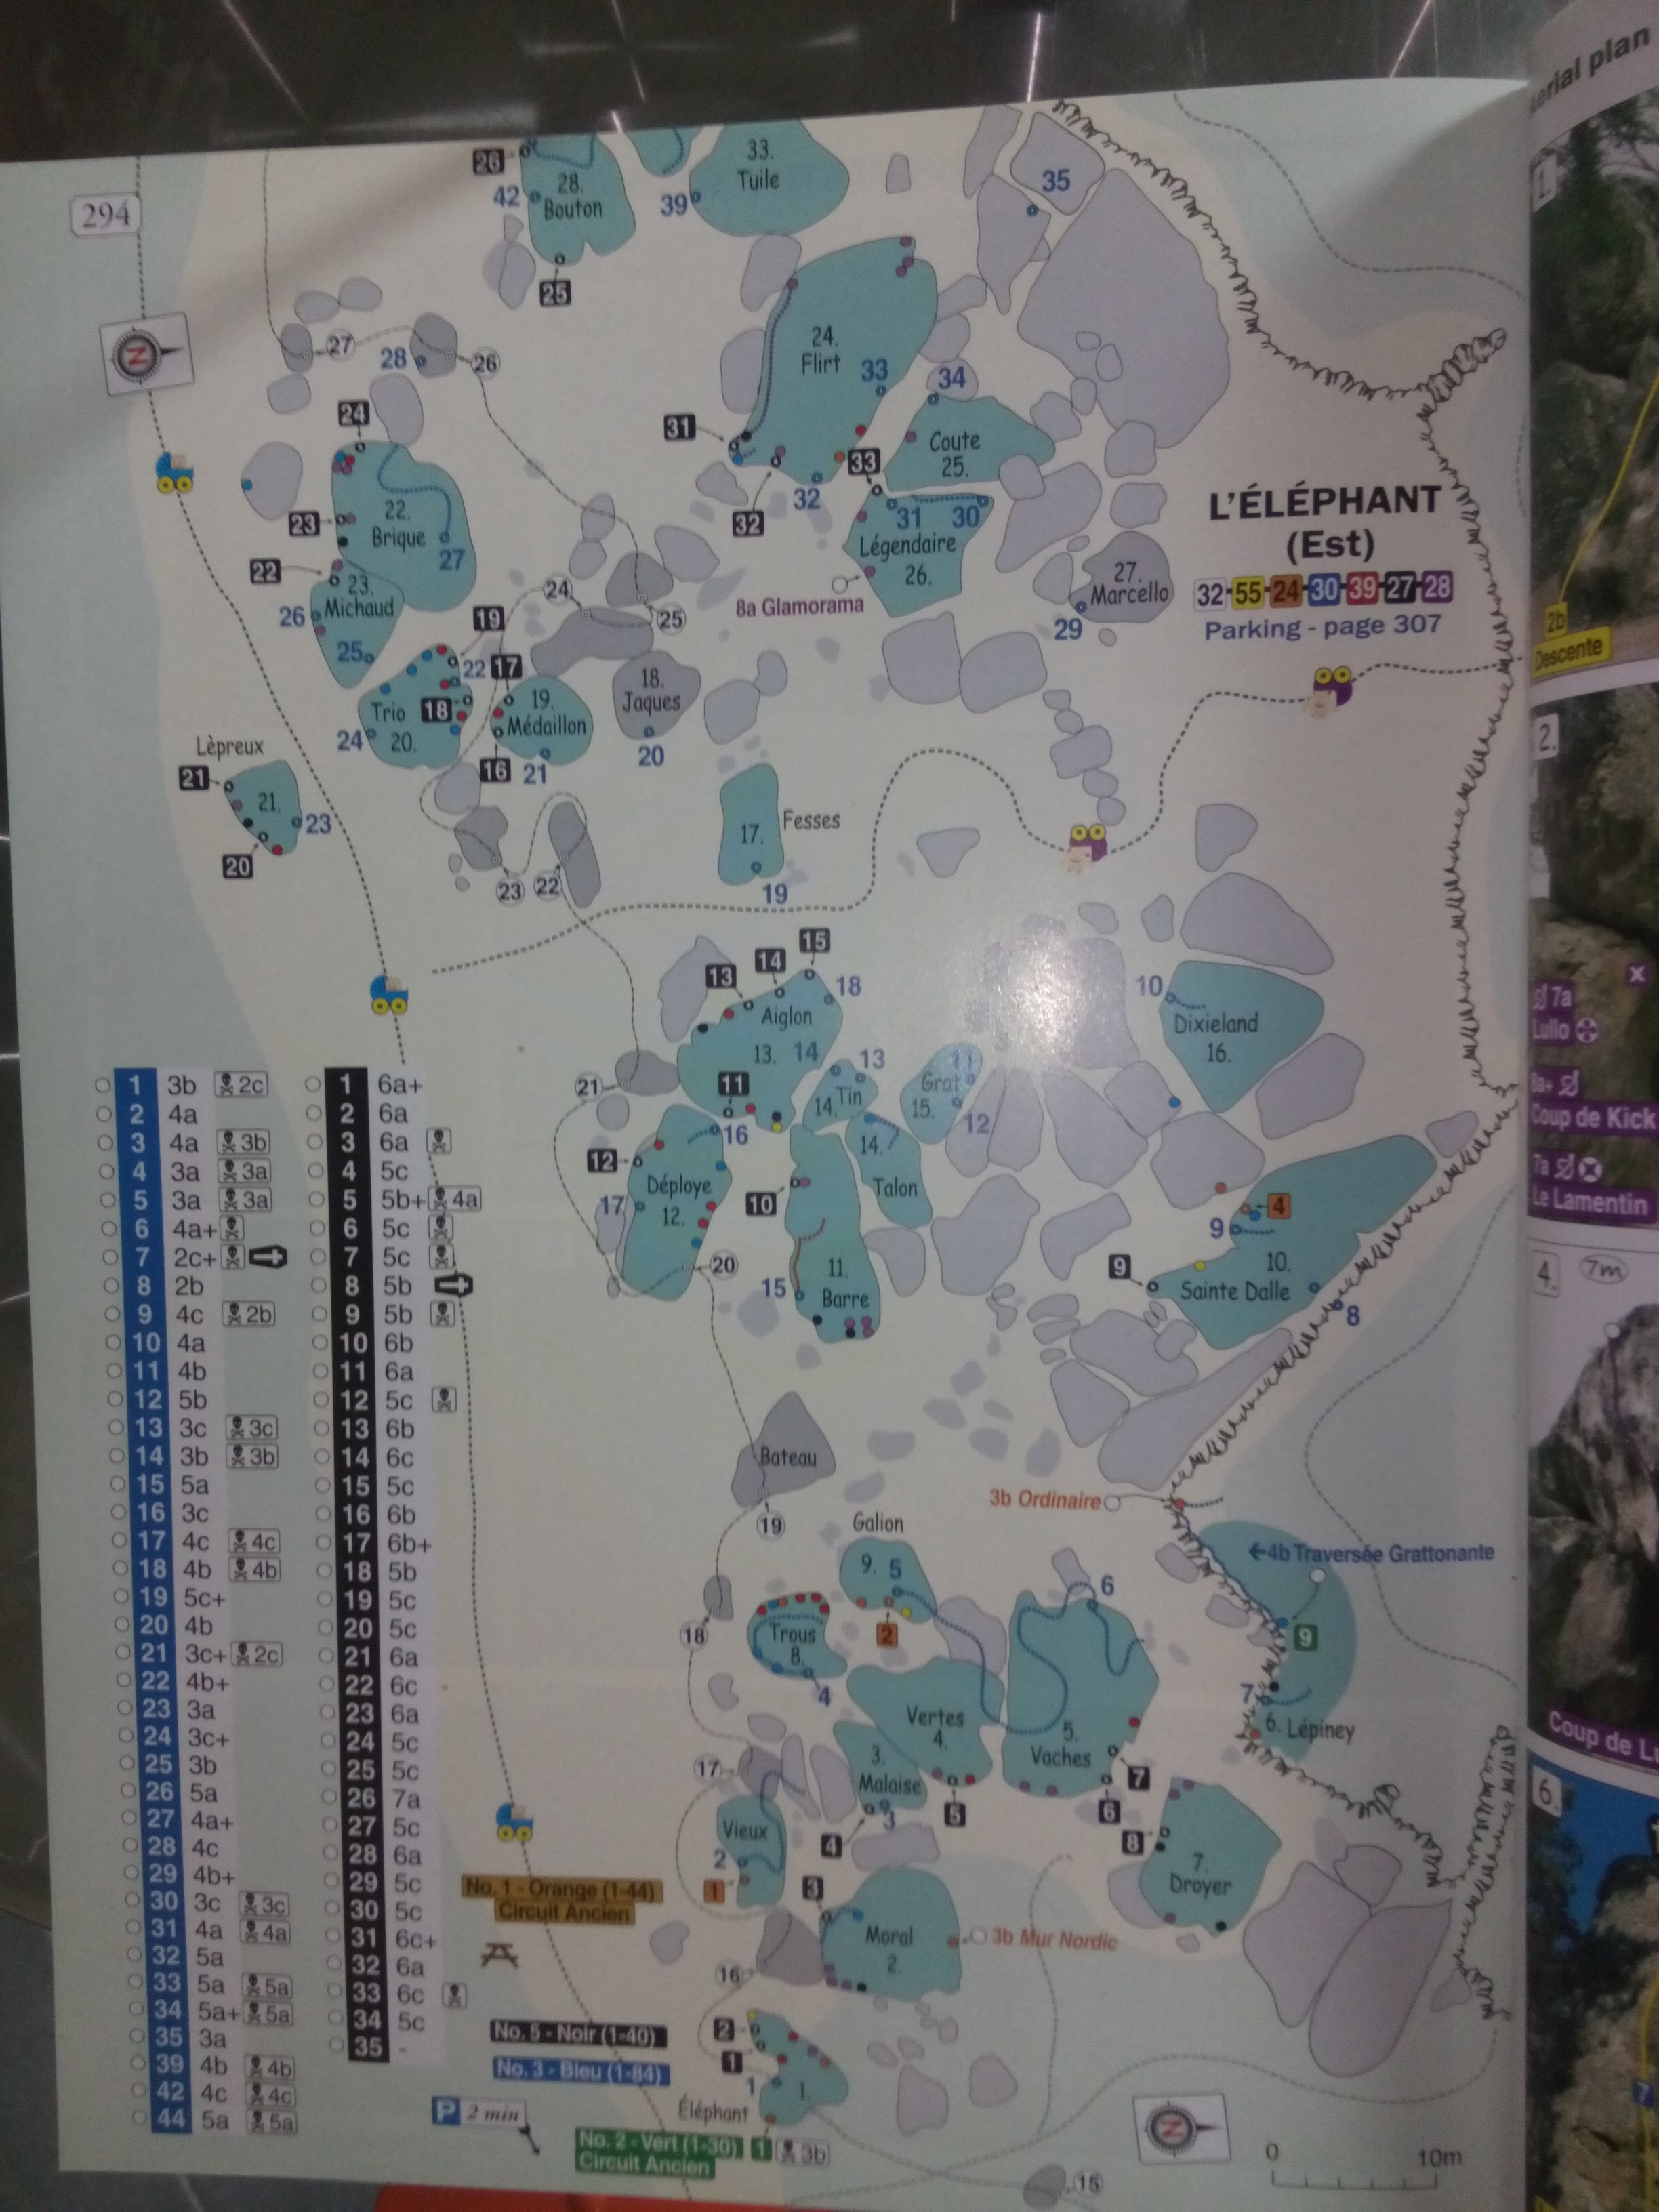 294
Aerial plan
26
42
28.
Bouton
25
39
33.
Tuile
35
N
27
28
26
24
24.
Flirt
33
34
31
Coute
25.
33
32
32
31
30
Légendaire
26.
8a Glamorama
27.
Marcello
29
L'ÉLÉPHANT
(Est)
32-55-24-30-39-27-28
Parking - page 307
23
22.
Brique
27
22
23.
Michaud
26
25
24
25
19
22
17
18
Trio
20.
24
19.
Médaillon
16
21
18.
Jaques
20
Lèpreux
21
21.
23
20
23
22
17.
Fesses
19
15
14
13
18
Aiglon
13.
14
13
11
Tin
14.
Grat
15.
11
12
10
Dixieland
16.
21
16
12
Déploye
12.
17
14.
Talon
10
20
11.
Barre
15
4
9
10.
Sainte Dalle
9
8
Bateau
19
3b Ordinaire
Galion
9.
5
2
←4b Traversée Grattonante
9
Trous
8.
4
18
6
Vertes
4.
5.
Vaches
7
6. Lépiney
3.
Malaise
3
17
7
6
5
4
8
Vieux
2
1
3
7.
Droyer
Moral
2.
3b Mur Nordic
16
2
1
1
1.
Éléphant
1 3b
15
N
0 10m
No. 1 - Orange (1-44)
Circuit Ancien
No. 5 - Noir (1-40)
No. 3 - Bleu (1-84)
P 2 min
No. 2 - Vert (1-30)
Circuit Ancien
1 3b 2c
2 4a
3 4a 3b
4 3a 3a
5 3a 3a
6 4a+
7 2c+
8 2b
9 4c 2b
10 4a
11 4b
12 5b
13 3c 3c
14 3b 3b
15 5a
16 3c
17 4c 4c
18 4b 4b
19 5c+
20 4b
21 3c+ 2c
22 4b+
23 3a
24 3c+
25 3b
26 5a
27 4a+
28 4c
29 4b+
30 3c 3c
31 4a 4a
32 5a
33 5a 5a
34 5a+ 5a
35 3a
39 4b 4b
42 4c 4c
44 5a 5a
1 6a+
2 6a
3 6a
4 5c
5 5b+ 4a
6 5c
7 5c
8 5b
9 5b
10 6b
11 6a
12 5c
13 6b
14 6c
15 5c
16 6b
17 6b+
18 5b
19 5c
20 5c
21 6a
22 6c
23 6a
24 5c
25 5c
26 7a
27 5c
28 6a
29 5c
30 5c
31 6c+
32 6a
33 6c
34 5c
35 -
1.
2b
Descente
2.
7a
Lullo
8a+
Coup de Kick
7a
Le Lamentin
4.
7m
6.
7